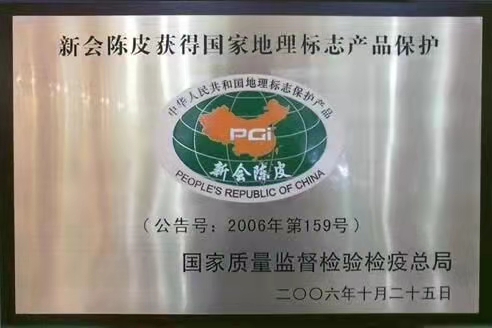 新会陈皮获得国家地理标志产品保护
中华人民共和国地理标志保护产品
PGi
新会陈皮
PEOPLE'S REPUBLIC OF CHINA
（公告号：2006年第159号）
国家质量监督检验检疫总局
二〇〇六年十月二十五日